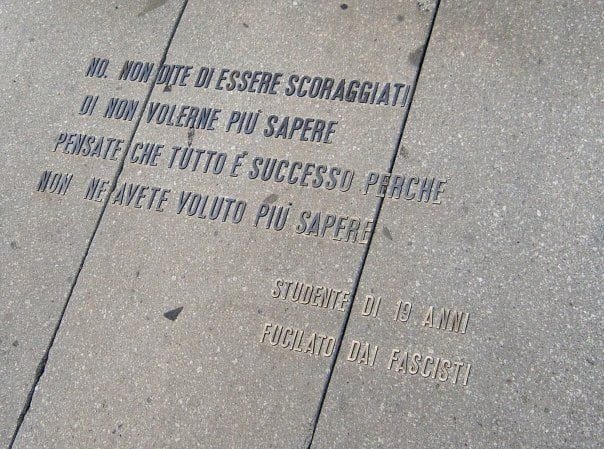 NO. NON DITE DI ESSERE SCORAGGIATI
DI NON VOLERNE PIÙ SAPERE
PENSATE CHE TUTTO É SUCCESSO PERCHE
NON NE AVETE VOLUTO PIÙ SAPERE
STUDENTE DI 19 ANNI
FUCILATO DAI FASCISTI